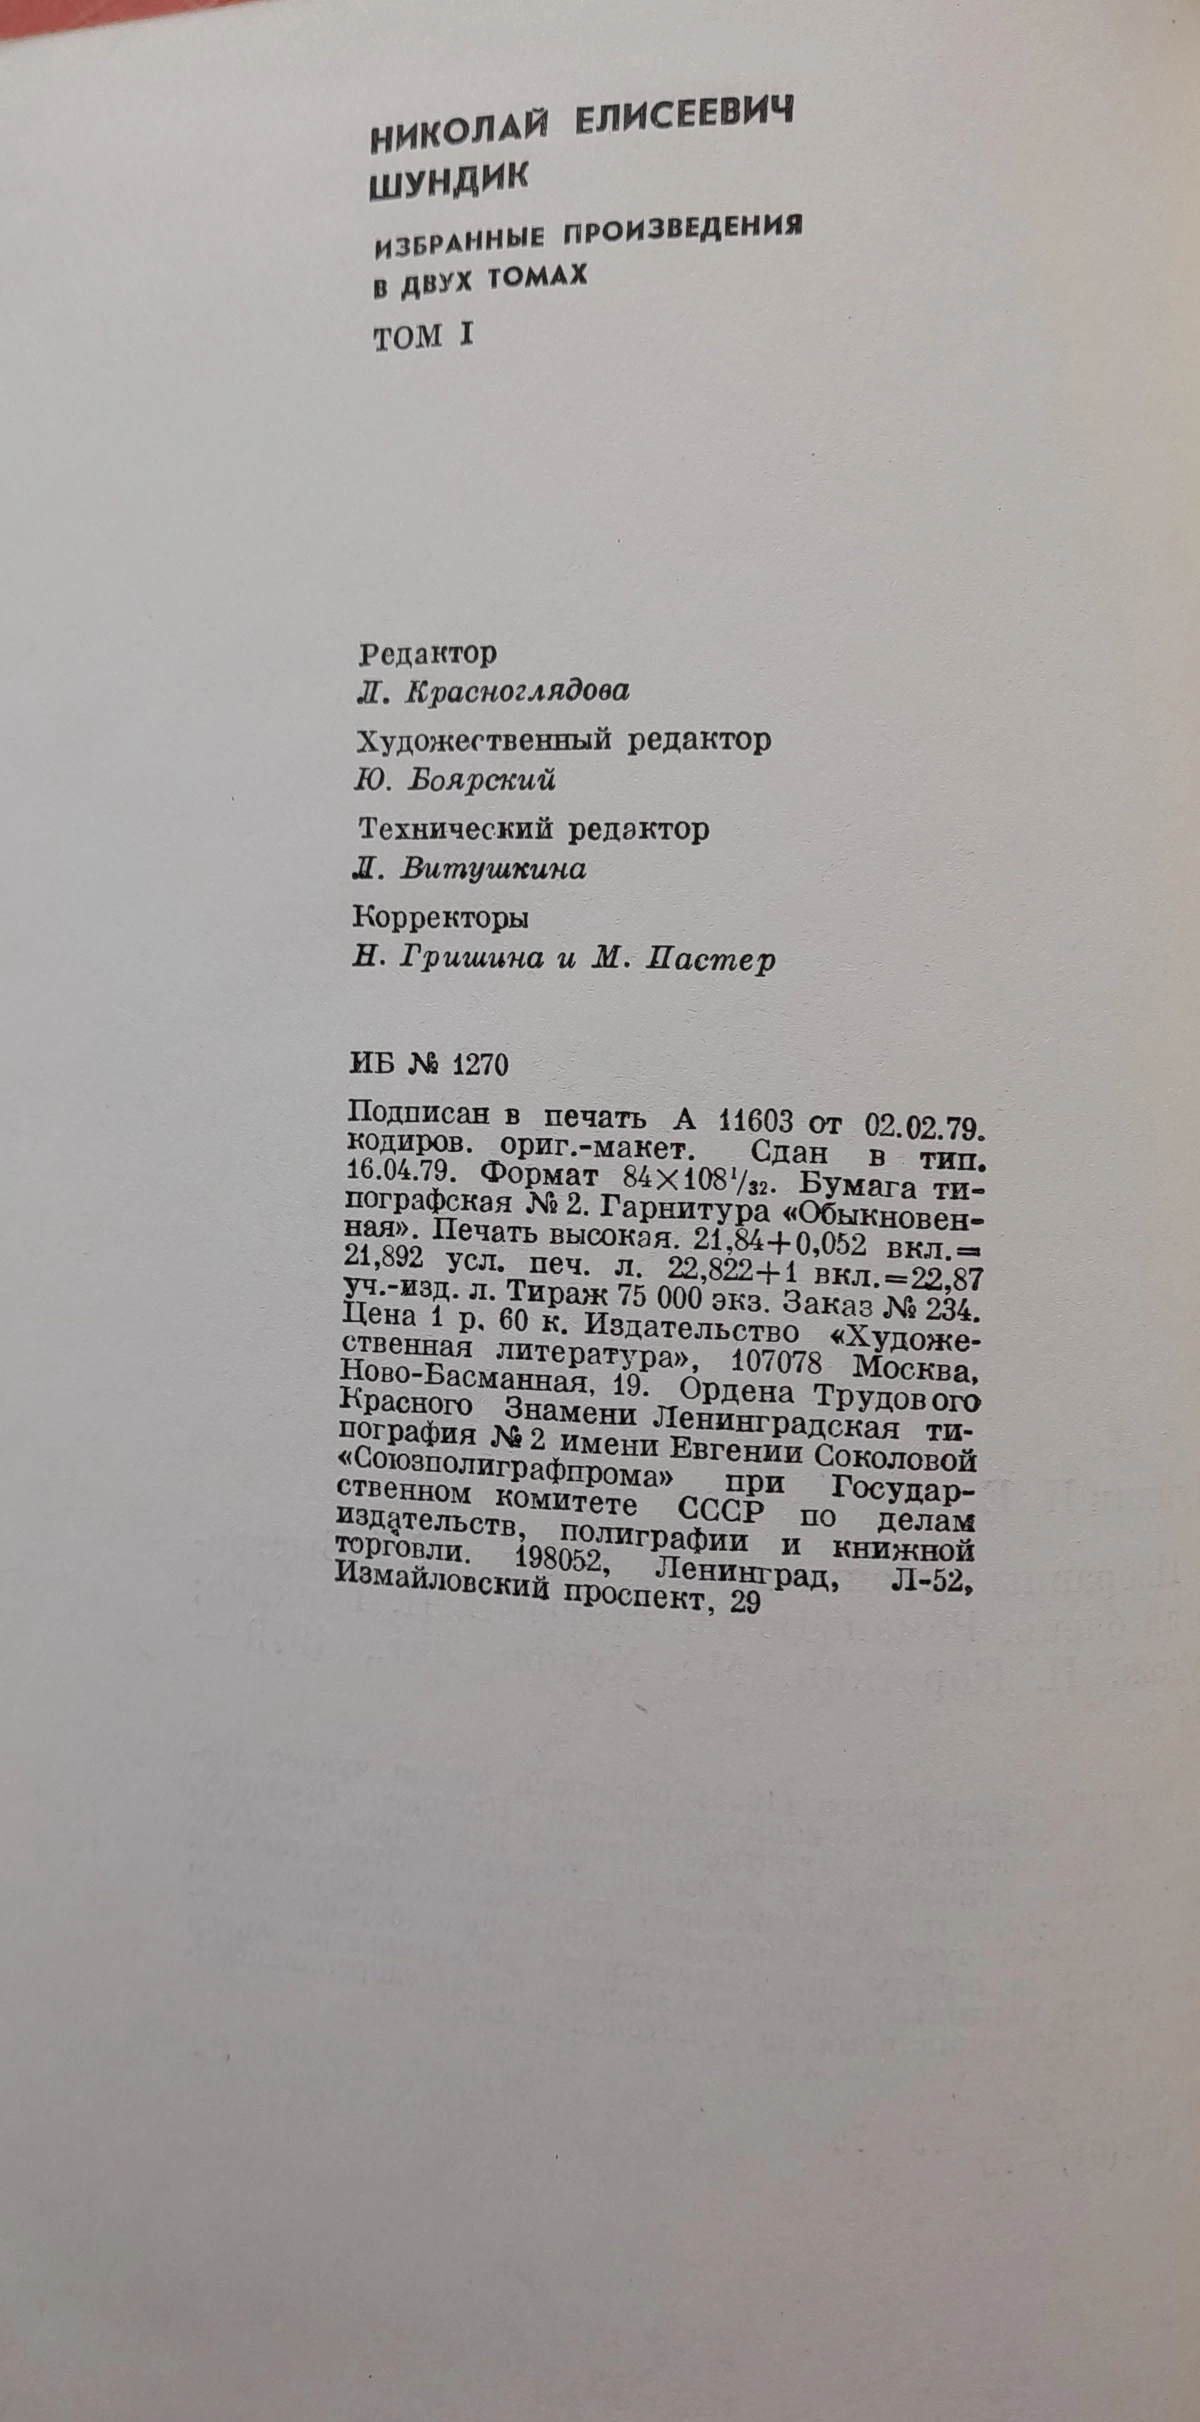 НИКОЛАЙ ЕЛИСЕЕВИЧ
ШУНДИК
ИЗБРАННЫЕ ПРОИЗВЕДЕНИЯ
В ДВУХ ТОМАХ
ТОМ I
Редактор
Л. Красноглядова
Художественный редактор
Ю. Боярский
Технический редактор
Л. Витушкина
Корректоры
Н. Гришина и М. Пастер
ИБ № 1270
Подписан в печать А 11603 от 02.02.79.
кодиров. ориг.-макет. Сдан в тип.
16.04.79. Формат 84×108¹/₃₂. Бумага ти-
пографская № 2. Гарнитура «Обыкновен-
ная». Печать высокая. 21,84+0,052 вкл.=
21,892 усл. печ. л. 22,822+1 вкл.=22,87
уч.-изд. л. Тираж 75 000 экз. Заказ № 234.
Цена 1 р. 60 к. Издательство «Художе-
ственная литература», 107078 Москва,
Ново-Басманная, 19. Ордена Трудового
Красного Знамени Ленинградская ти-
пография № 2 имени Евгении Соколовой
«Союзполиграфпрома» при Государ-
ственном комитете СССР по делам
издательств, полиграфии и книжной
торговли. 198052, Ленинград, Л-52,
Измайловский проспект, 29